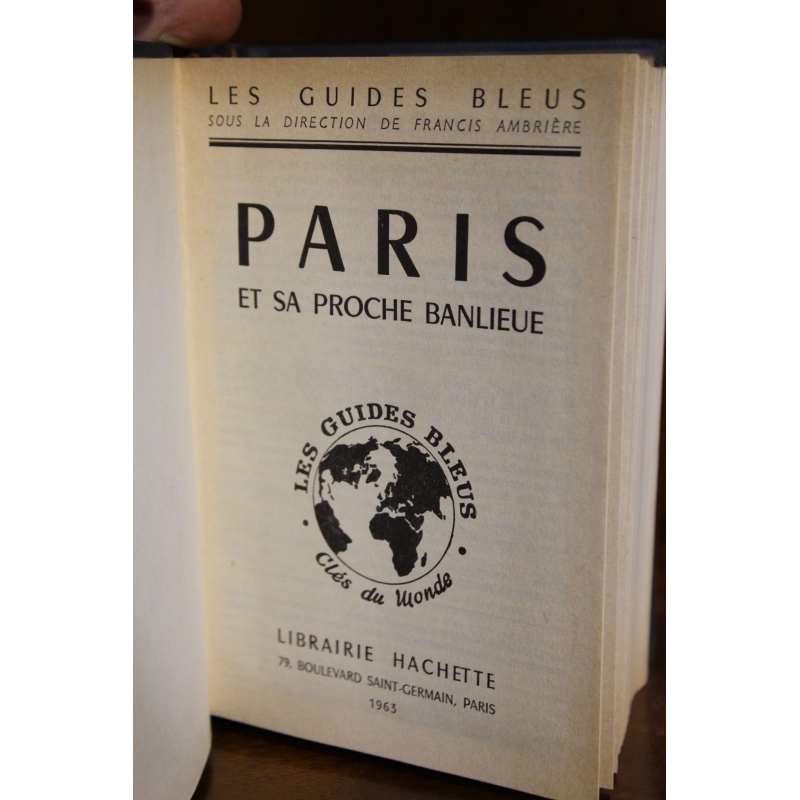 LES GUIDES BLEUS
SOUS LA DIRECTION DE FRANCIS AMBRIÈRE
PARIS
ET SA PROCHE BANLIEUE
LES GUIDES BLEUS
Clés du Monde
LIBRAIRIE HACHETTE
79, BOULEVARD SAINT-GERMAIN, PARIS
1963